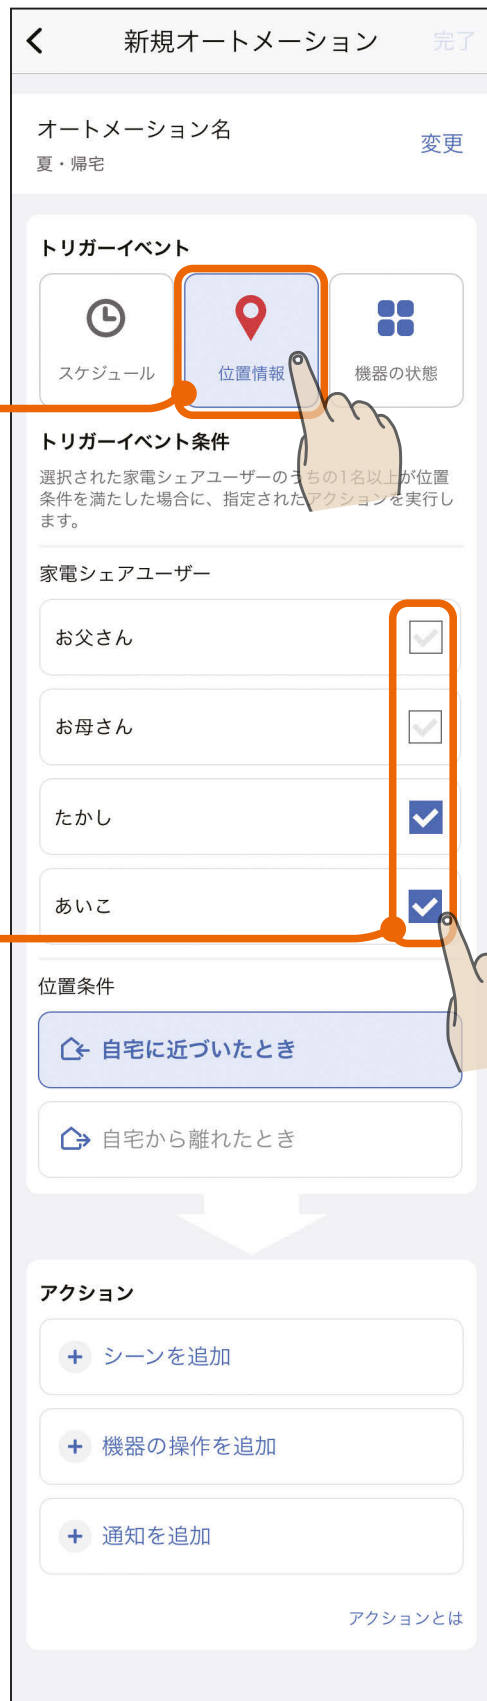 新規オートメーション
完了
オートメーション名
夏・帰宅
変更
トリガーイベント
スケジュール
位置情報
機器の状態
トリガーイベント条件
選択された家電シェアユーザーのうちの1名以上が位置
条件を満たした場合に、指定されたアクションを実行し
ます。
家電シェアユーザー
お父さん
お母さん
たかし
あいこ
位置条件
自宅に近づいたとき
自宅から離れたとき
アクション
シーンを追加
機器の操作を追加
通知を追加
アクションとは